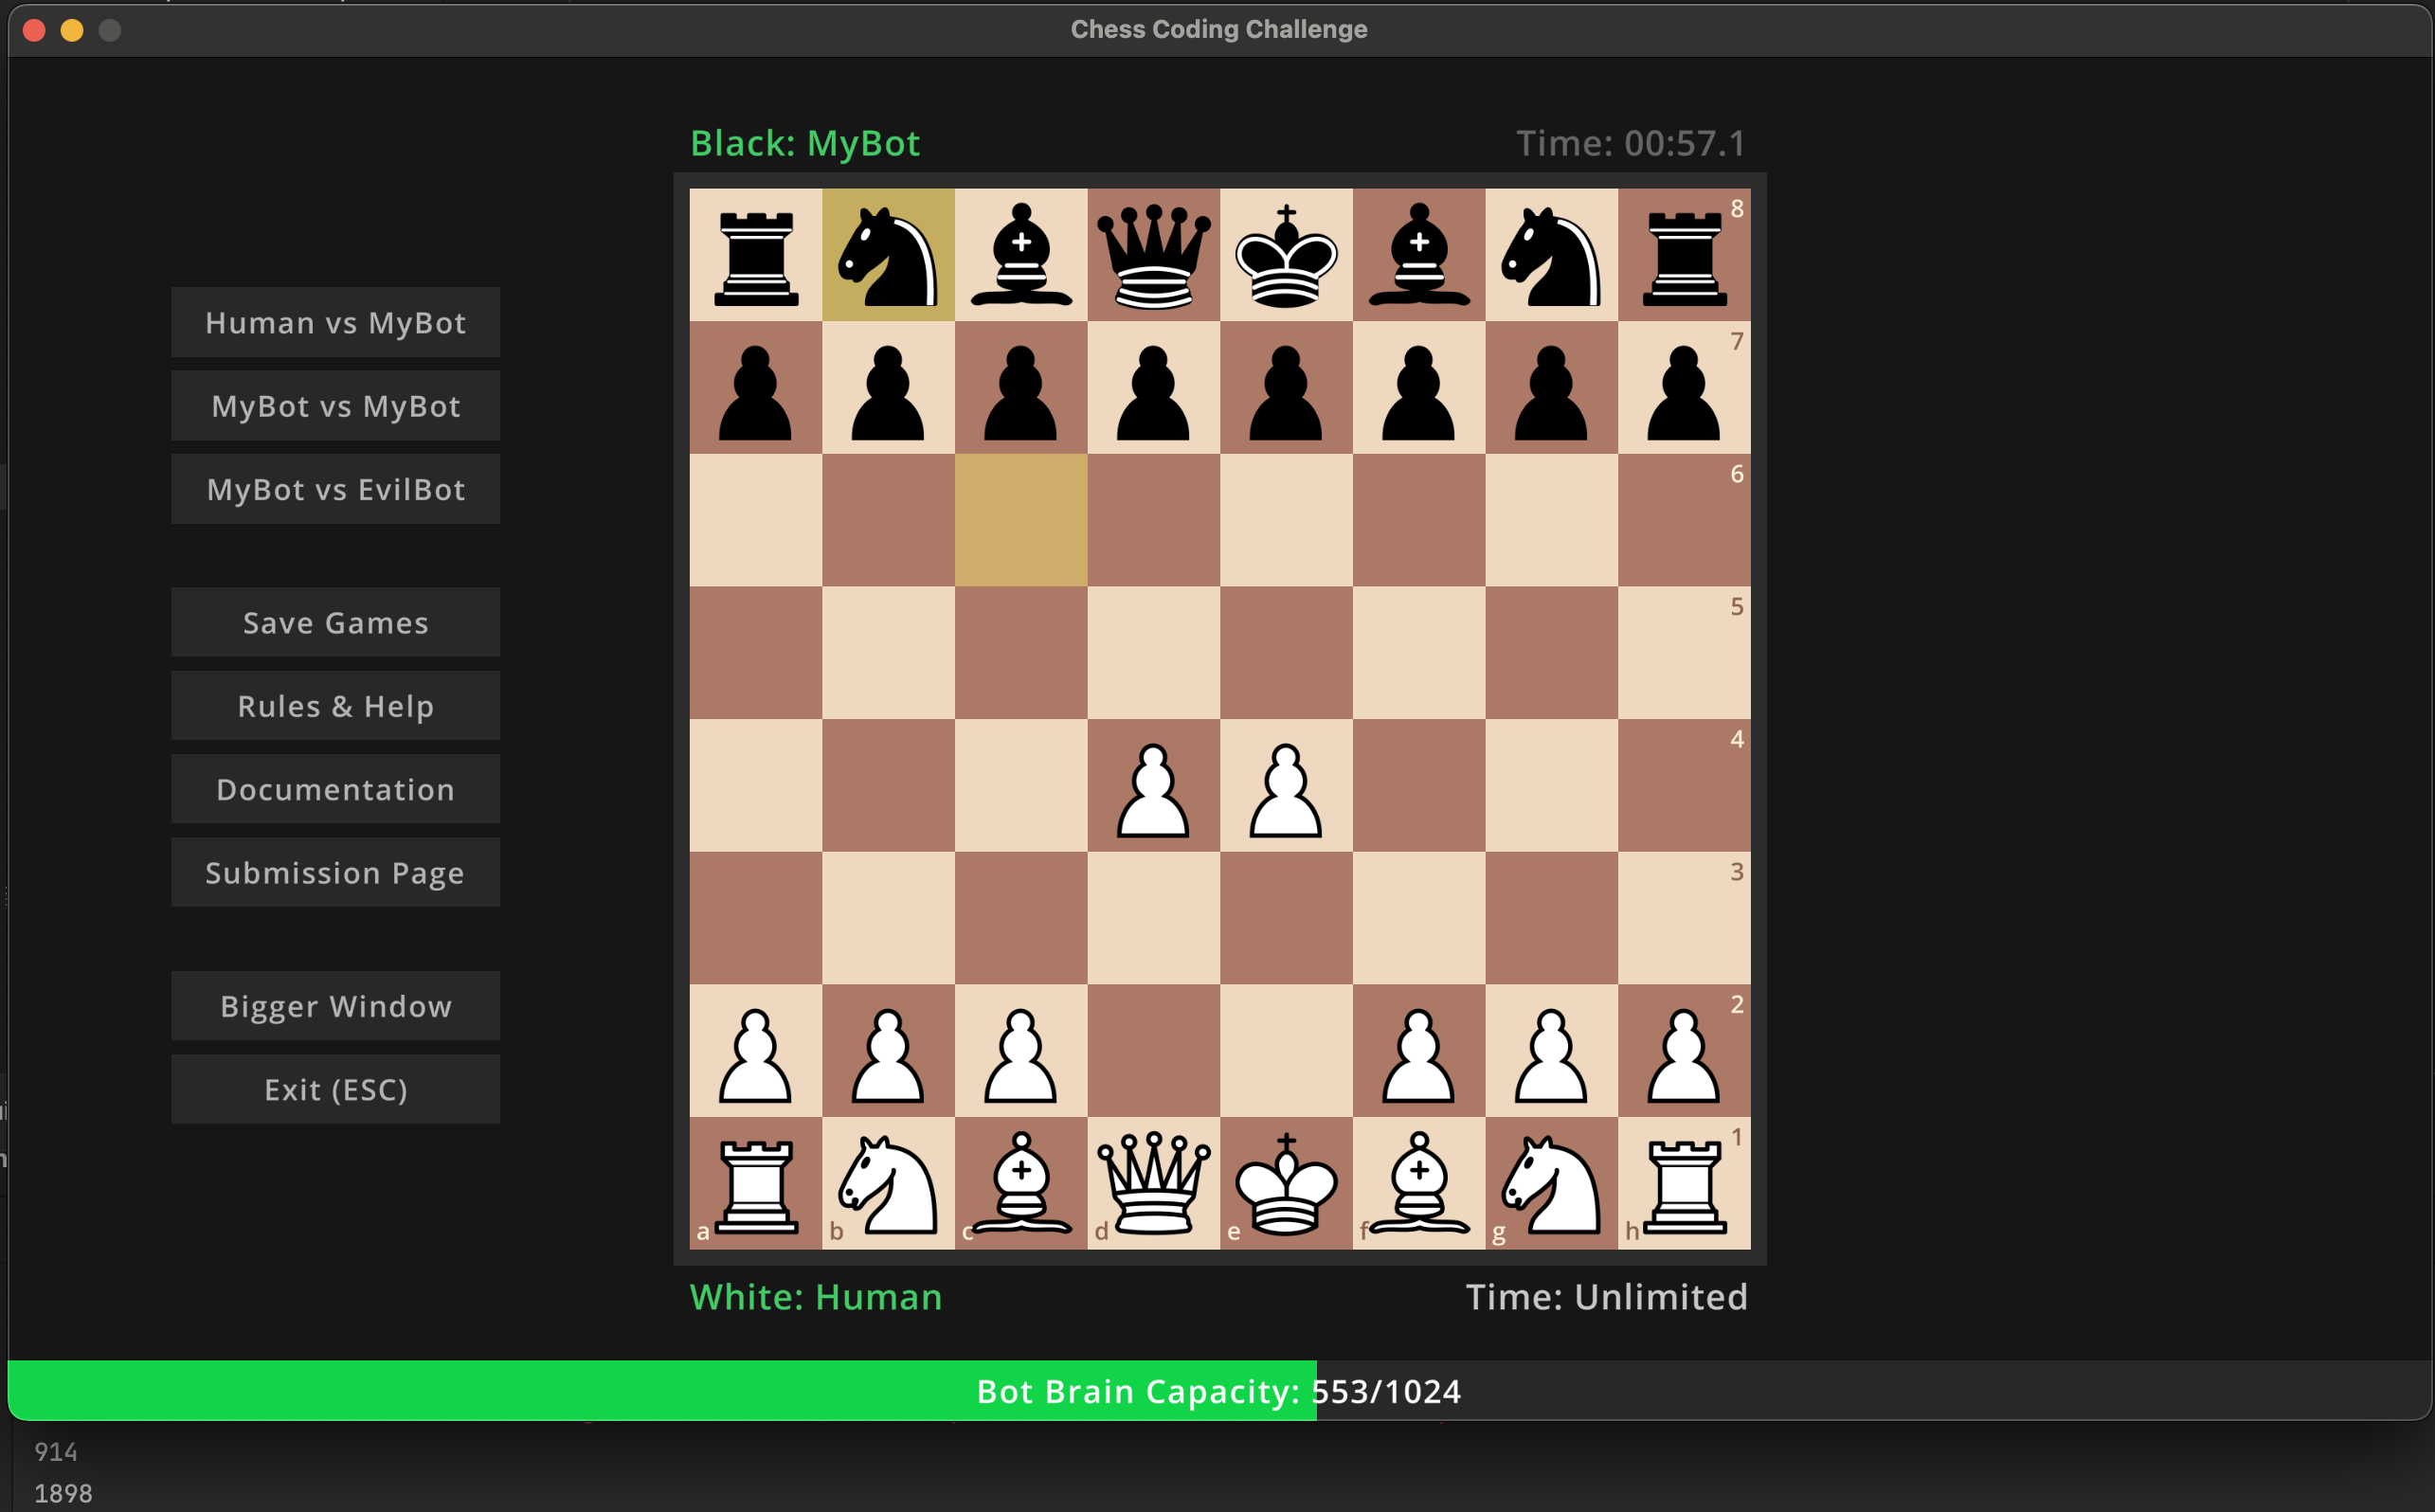 Chess Coding Challenge
Black: MyBot
Time: 00:57.1
Human vs MyBot
MyBot vs MyBot
MyBot vs EvilBot
Save Games
Rules & Help
Documentation
Submission Page
Bigger Window
Exit (ESC)
8
7
6
5
4
3
2
1
a b c d e f g h
White: Human
Time: Unlimited
Bot Brain Capacity: 553/1024
914
1898